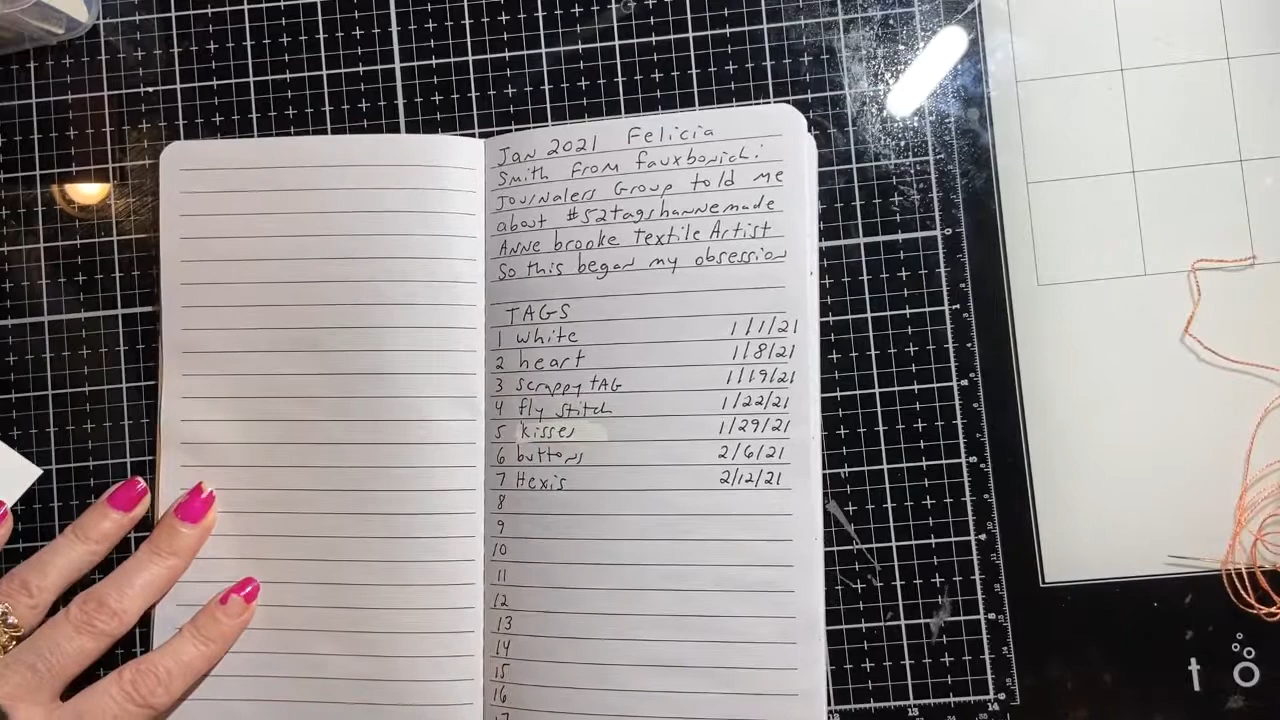 Jan 2021 Felicia
Smith From fauxbonichi
Journalers Group told me
about #52tagshannemade
ANNE brooke Textile Artist
So this began my obsession
TAGS
1 white 1/1/21
2 heart 1/8/21
3 scrappy tAG 1/19/21
4 fly stitch 1/22/21
5 kisses 1/29/21
6 buttons 2/6/21
7 Hexis 2/12/21
8
9
10
11
12
13
14
15
16
17